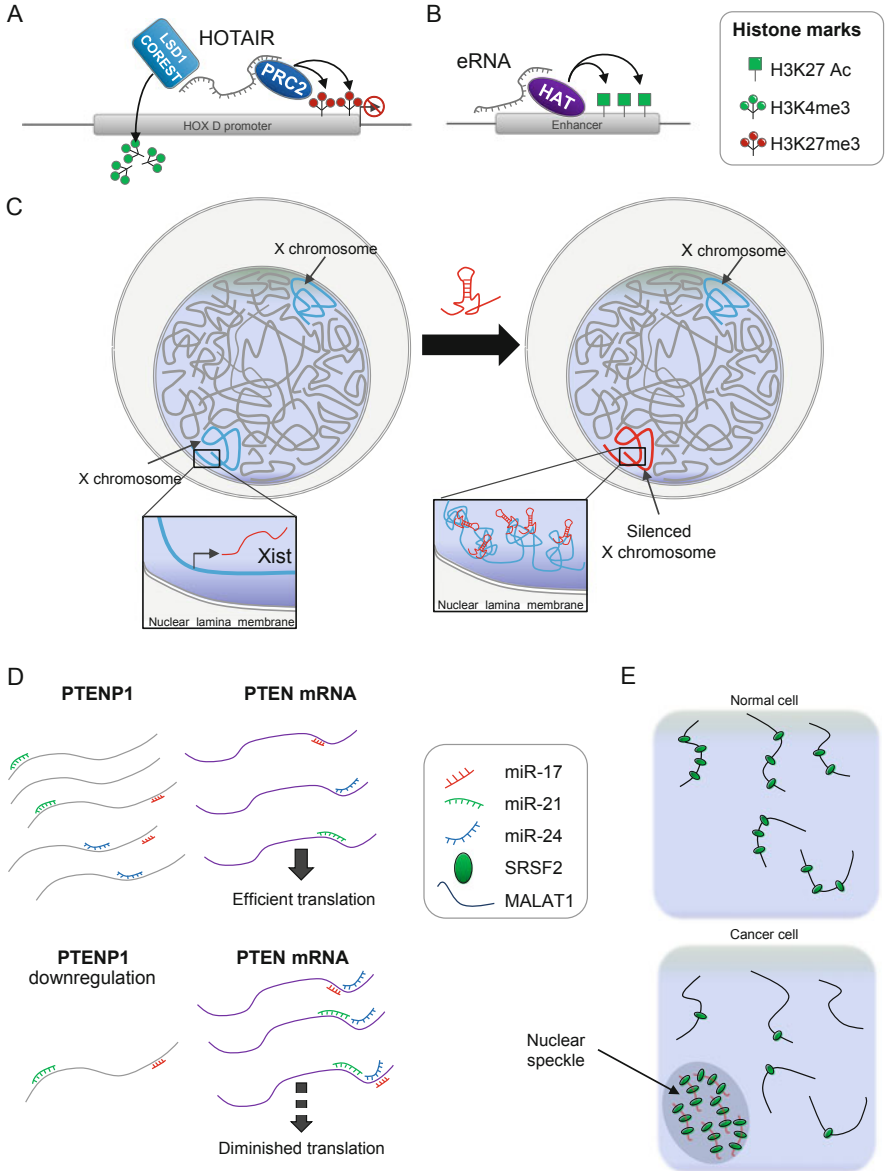 A
LSD1
COREST
HOTAIR
PRC2
HOX D promoter
B
eRNA
HAT
Enhancer
Histone marks
H3K27 Ac
H3K4me3
H3K27me3
C
X chromosome
X chromosome
X chromosome
Xist
Nuclear lamina membrane
Silenced
X chromosome
Nuclear lamina membrane
D
PTENP1
PTEN mRNA
Efficient translation
PTENP1
downregulation
PTEN mRNA
Diminished translation
miR-17
miR-21
miR-24
SRSF2
MALAT1
E
Normal cell
Cancer cell
Nuclear
speckle